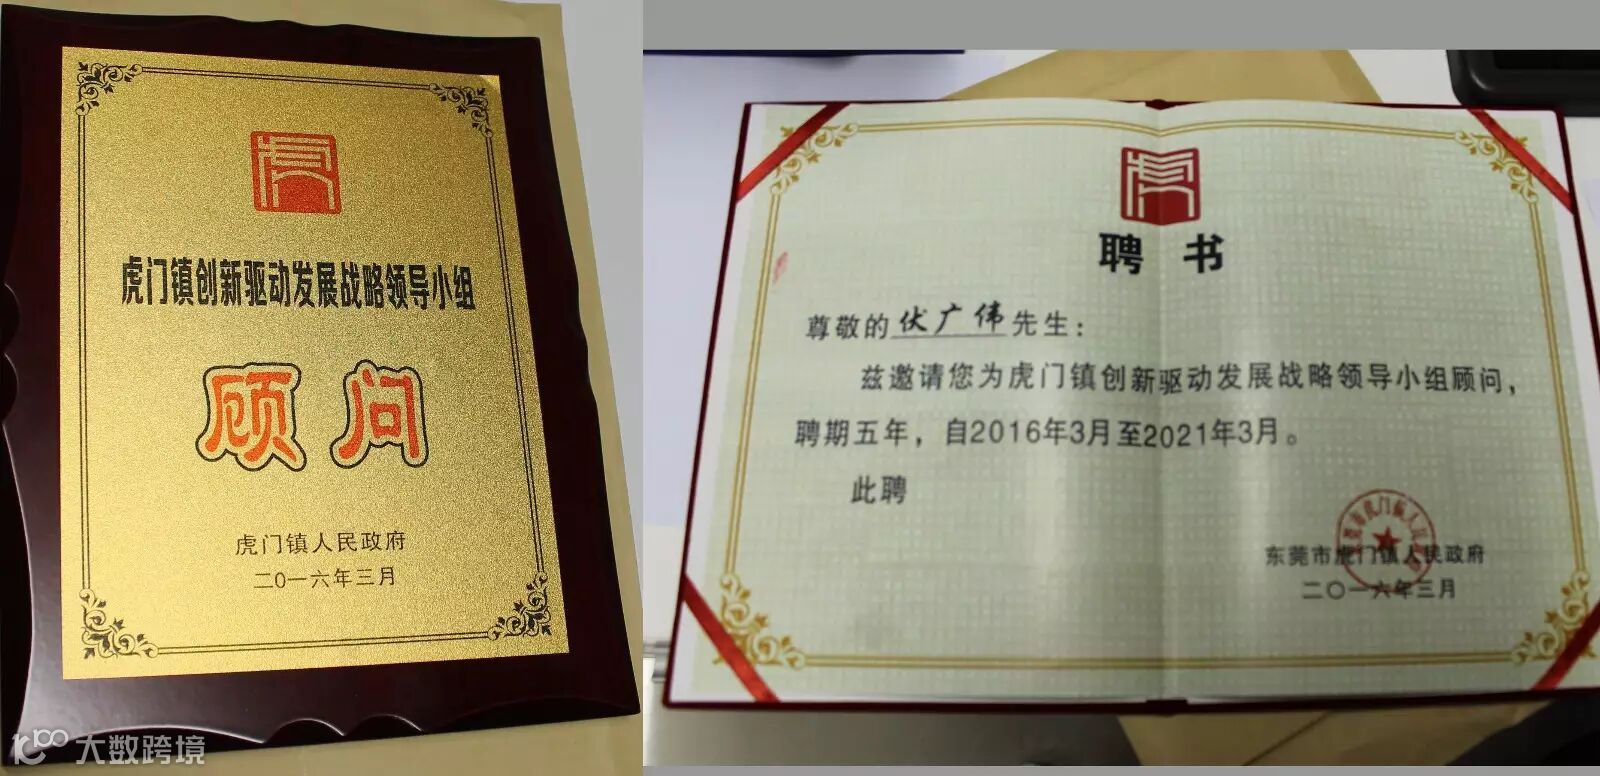 虎门镇创新驱动发展战略领导小组
顾问
虎门镇人民政府
二〇一六年三月
大数跨境
聘书
尊敬的伏广伟先生：
兹邀请您为虎门镇创新驱动发展战略领导小组顾问，
聘期五年，自2016年3月至2021年3月。
此聘
东莞市虎门镇人民政府
二〇一六年三月